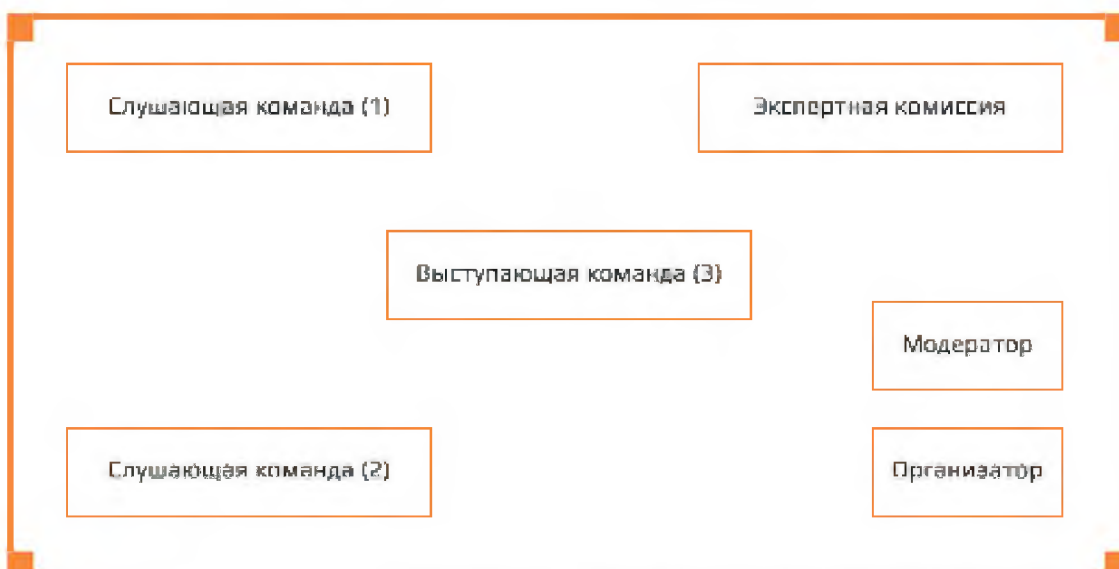 Слушающая команда (1)
Экспертная комиссия
Выступающая команда (3)
Модератор
Слушающая команда (2)
Организатор